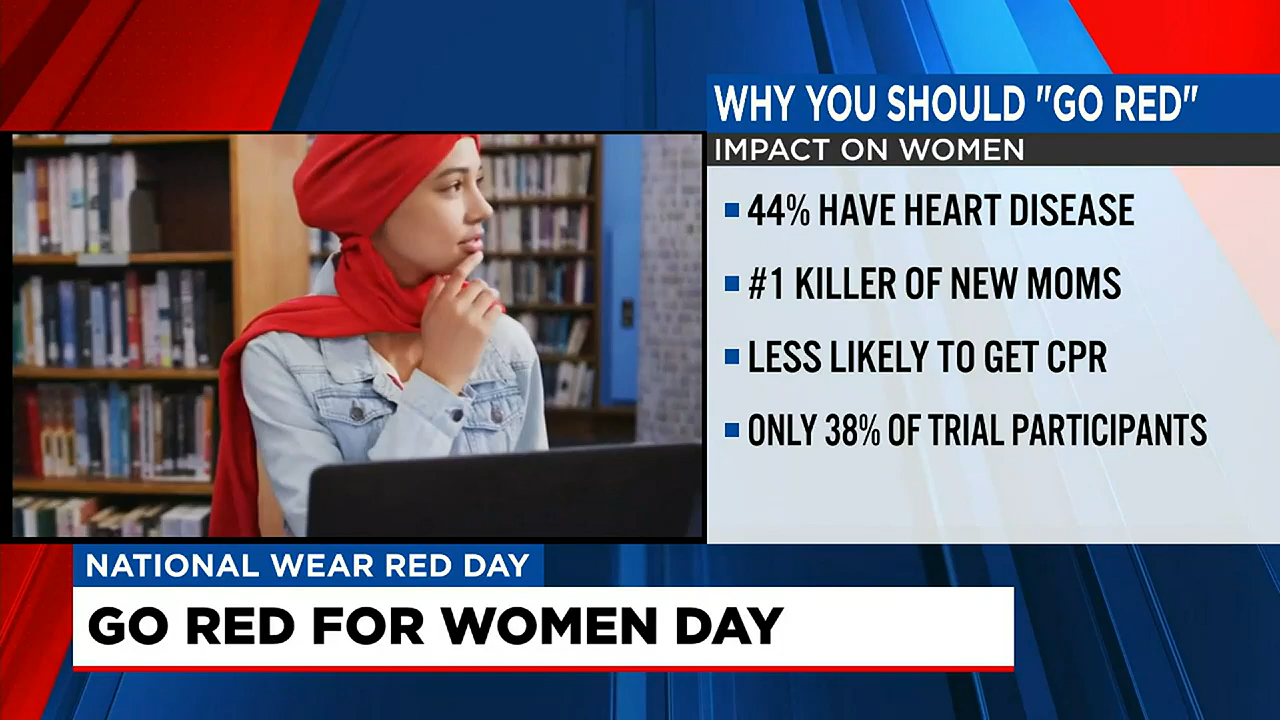 WHY YOU SHOULD "GO RED"
IMPACT ON WOMEN
44% HAVE HEART DISEASE
#1 KILLER OF NEW MOMS
LESS LIKELY TO GET CPR
ONLY 38% OF TRIAL PARTICIPANTS
NATIONAL WEAR RED DAY
GO RED FOR WOMEN DAY